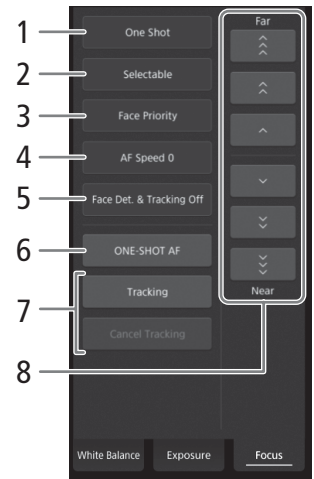 1 One Shot
2 Selectable
3 Face Priority
4 AF Speed 0
5 Face Det. & Tracking Off
6 ONE-SHOT AF
7 Tracking
Cancel Tracking
Far
Near
8
White Balance Exposure Focus